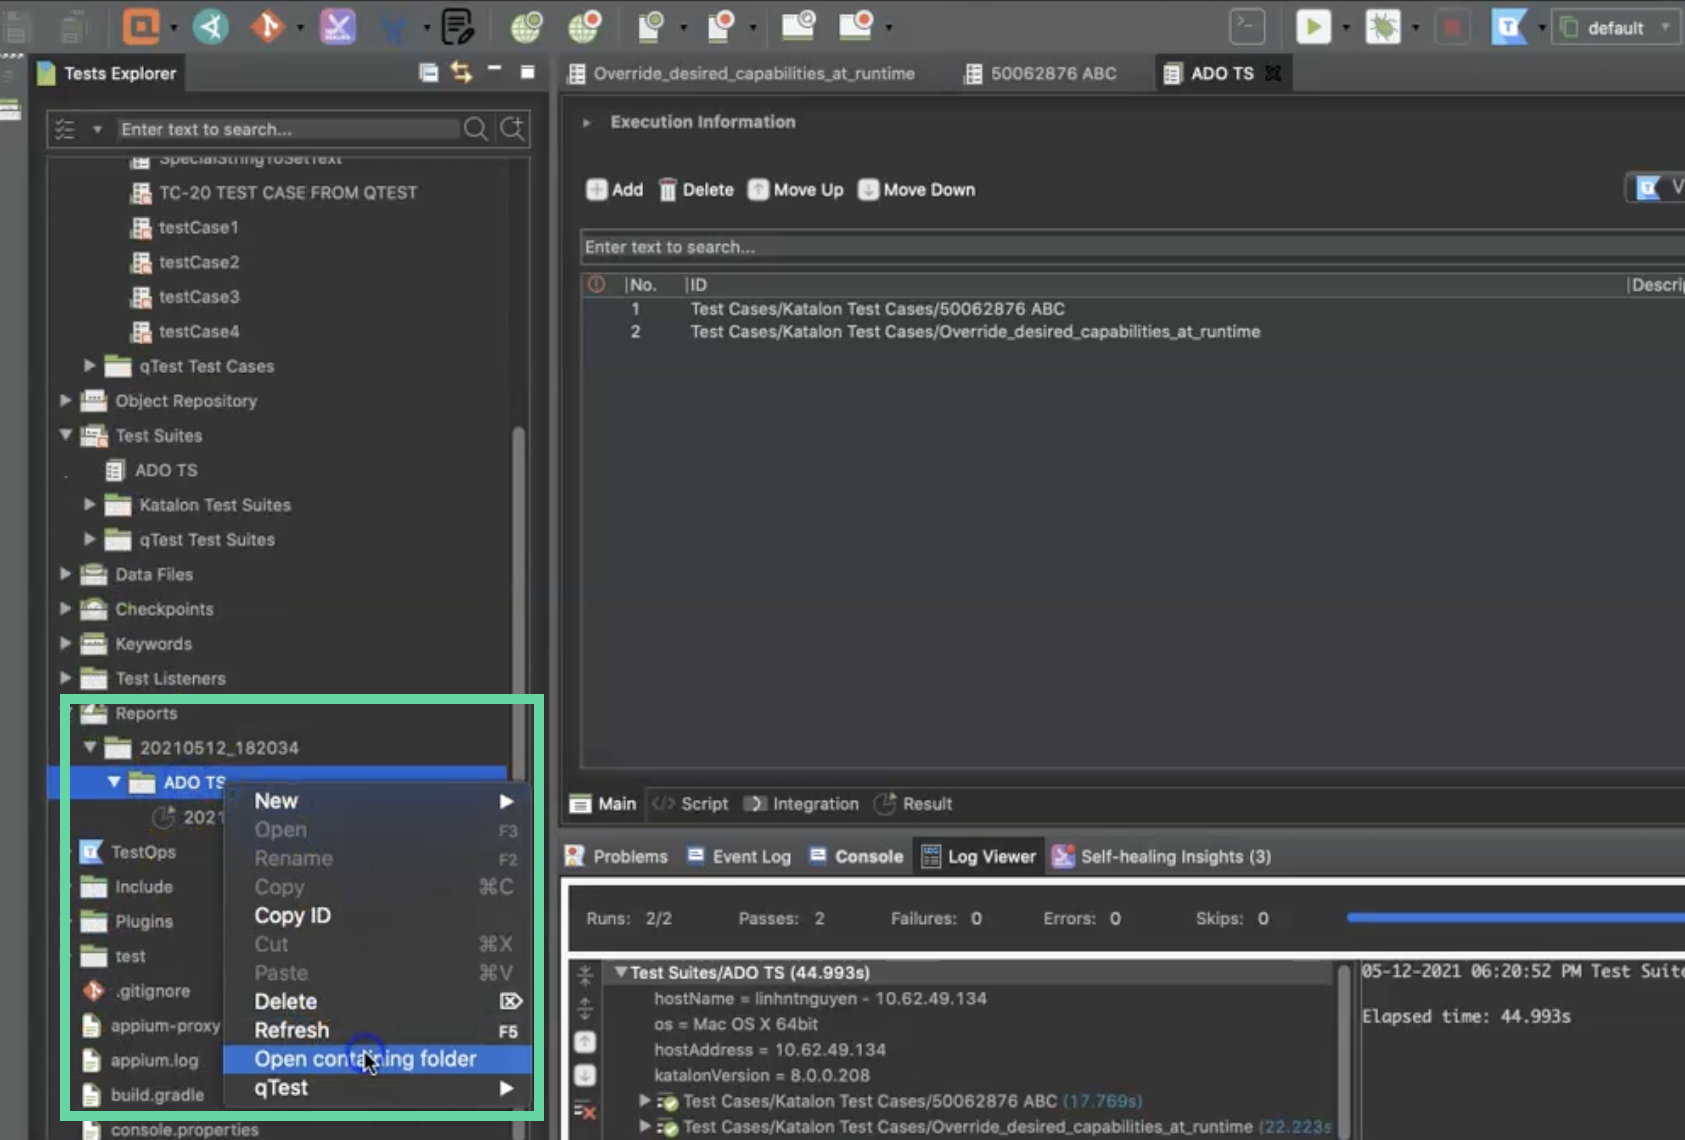 default
Tests Explorer
Override_desired_capabilities_at_runtime
50062876 ABC
ADO TS
Enter text to search...
SpecialStringToSetText
TC-20 TEST CASE FROM QTEST
testCase1
testCase2
testCase3
testCase4
qTest Test Cases
Object Repository
Test Suites
ADO TS
Katalon Test Suites
qTest Test Suites
Data Files
Checkpoints
Keywords
Test Listeners
Reports
20210512_182034
ADO TS
2021
TestOps
Include
Plugins
test
.gitignore
appium-proxy
appium.log
build.gradle
console.properties
New
Open F3
Rename F2
Copy ⌘C
Copy ID
Cut ⌘X
Paste ⌘V
Delete
Refresh F5
Open containing folder
qTest
Execution Information
Add Delete Move Up Move Down
V
Enter text to search...
No. ID Descri
1 Test Cases/Katalon Test Cases/50062876 ABC
2 Test Cases/Katalon Test Cases/Override_desired_capabilities_at_runtime
Main Script Integration Result
Problems Event Log Console Log Viewer Self-healing Insights (3)
Runs: 2/2 Passes: 2 Failures: 0 Errors: 0 Skips: 0
Test Suites/ADO TS (44.993s)
hostName = linhntnguyen - 10.62.49.134
os = Mac OS X 64bit
hostAddress = 10.62.49.134
katalonVersion = 8.0.0.208
Test Cases/Katalon Test Cases/50062876 ABC (17.769s)
Test Cases/Katalon Test Cases/Override_desired_capabilities_at_runtime (22.223s
05-12-2021 06:20:52 PM Test Suite
Elapsed time: 44.993s